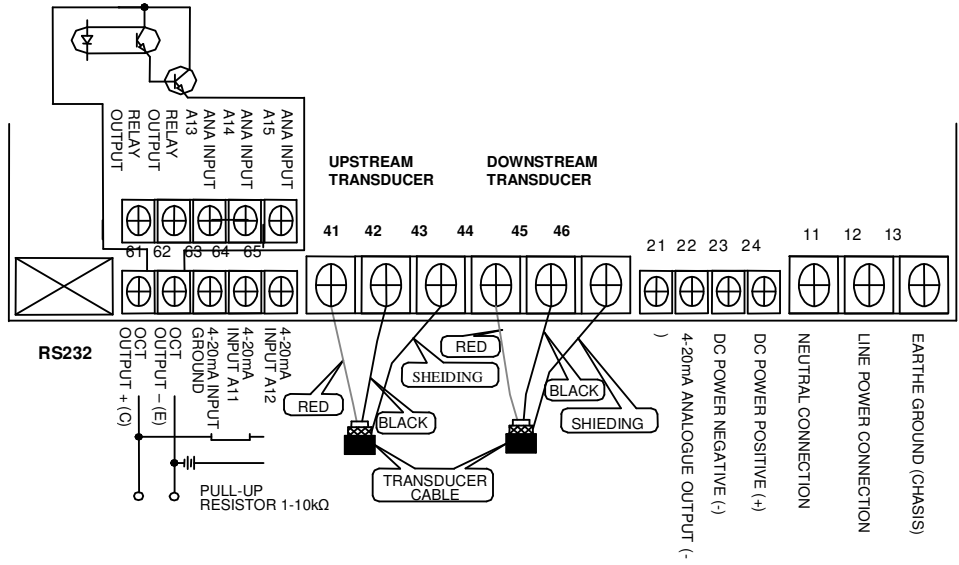 RELAY
OUTPUT
RELAY
OUTPUT
ANA INPUT
A13
ANA INPUT
A14
ANA INPUT
A15
UPSTREAM
TRANSDUCER
DOWNSTREAM
TRANSDUCER
61 62 63 64 65
41 42 43 44 45 46
21 22 23 24
11 12 13
RS232
OCT
OUTPUT + (C)
OCT
OUTPUT – (E)
4-20mA INPUT
GROUND
4-20mA
INPUT A11
4-20mA
INPUT A12
RED
BLACK
SHEIDING
RED
BLACK
SHIEDING
TRANSDUCER
CABLE
PULL-UP
RESISTOR 1-10kΩ
)
4-20mA ANALOGUE OUTPUT (-
DC POWER NEGATIVE (-)
DC POWER POSITIVE (+)
NEUTRAL CONNECTION
LINE POWER CONNECTION
EARTHE GROUND (CHASIS)